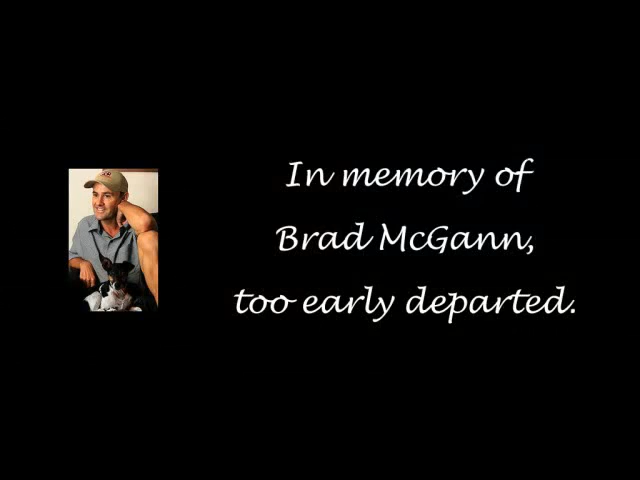 In memory of
Brad McGann,
too early departed.